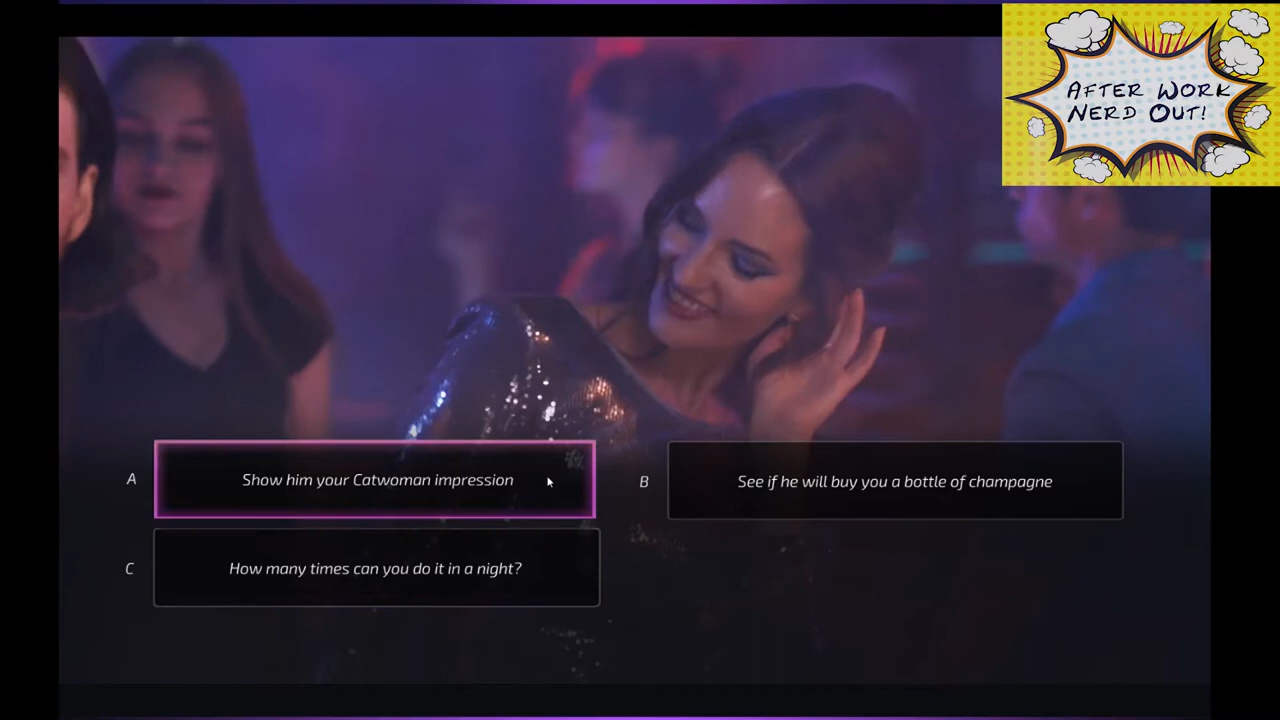 AFTER WORK
NERD OUT!
A
Show him your Catwoman impression
B
See if he will buy you a bottle of champagne
C
How many times can you do it in a night?